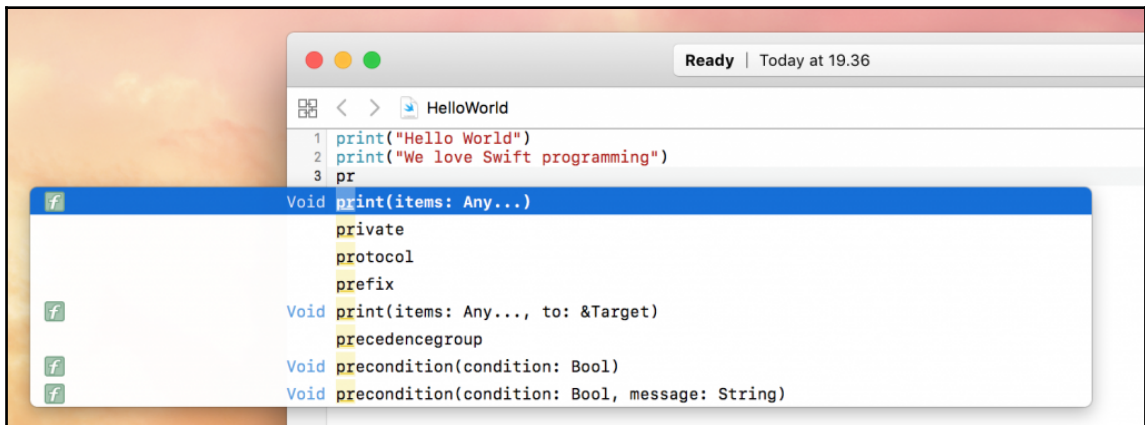 Ready | Today at 19.36
HelloWorld
1 print("Hello World")
2 print("We love Swift programming")
3 pr
f Void print(items: Any...)
private
protocol
prefix
f Void print(items: Any..., to: &Target)
precedencegroup
f Void precondition(condition: Bool)
f Void precondition(condition: Bool, message: String)